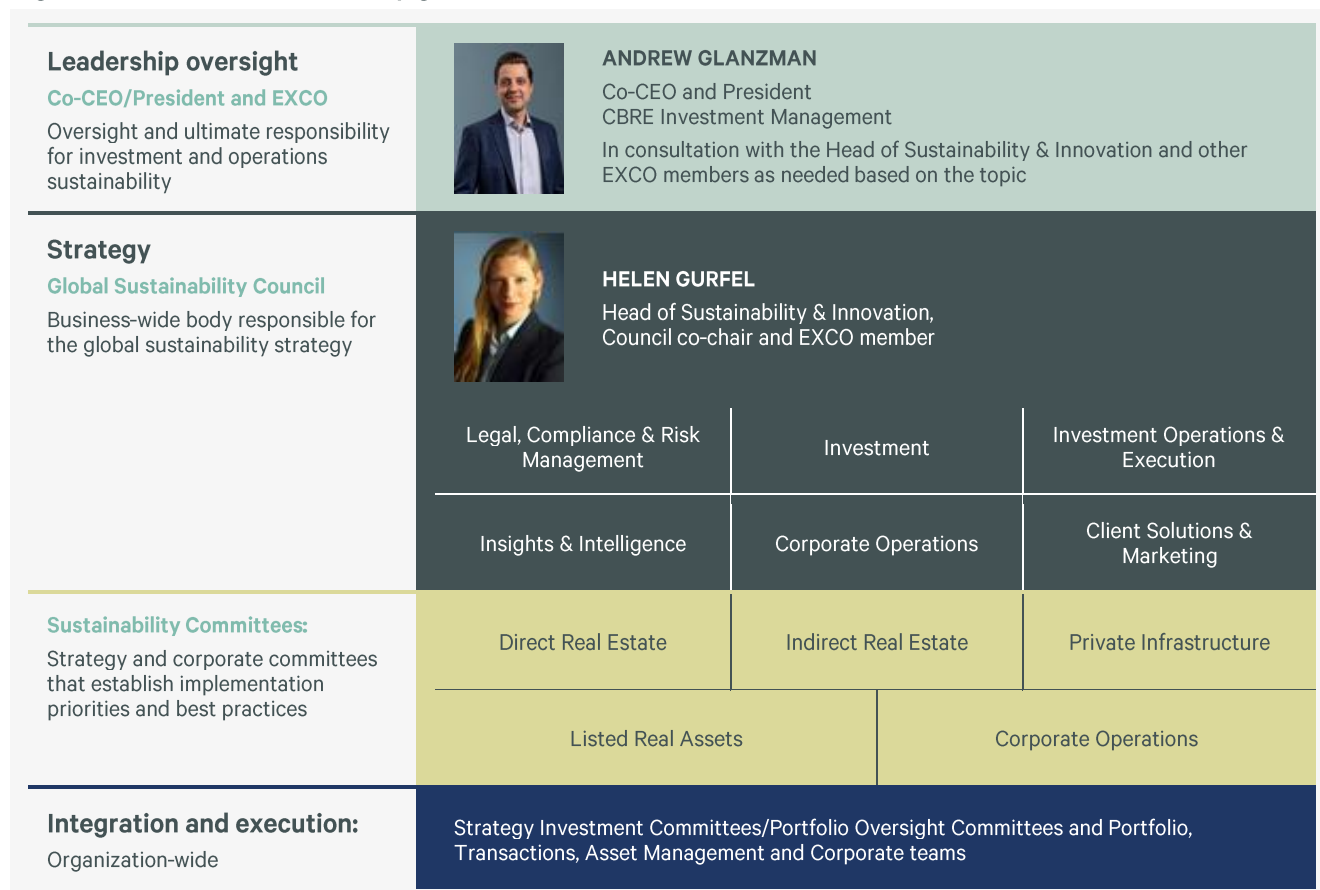 Leadership oversight
Co-CEO/President and EXCO
Oversight and ultimate responsibility
for investment and operations
sustainability
ANDREW GLANZMAN
Co-CEO and President
CBRE Investment Management
In consultation with the Head of Sustainability & Innovation and other
EXCO members as needed based on the topic
Strategy
Global Sustainability Council
Business-wide body responsible for
the global sustainability strategy
HELEN GURFEL
Head of Sustainability & Innovation,
Council co-chair and EXCO member
Legal, Compliance & Risk
Management
Investment
Investment Operations &
Execution
Insights & Intelligence
Corporate Operations
Client Solutions &
Marketing
Sustainability Committees:
Strategy and corporate committees
that establish implementation
priorities and best practices
Direct Real Estate
Indirect Real Estate
Private Infrastructure
Listed Real Assets
Corporate Operations
Integration and execution:
Organization-wide
Strategy Investment Committees/Portfolio Oversight Committees and Portfolio,
Transactions, Asset Management and Corporate teams